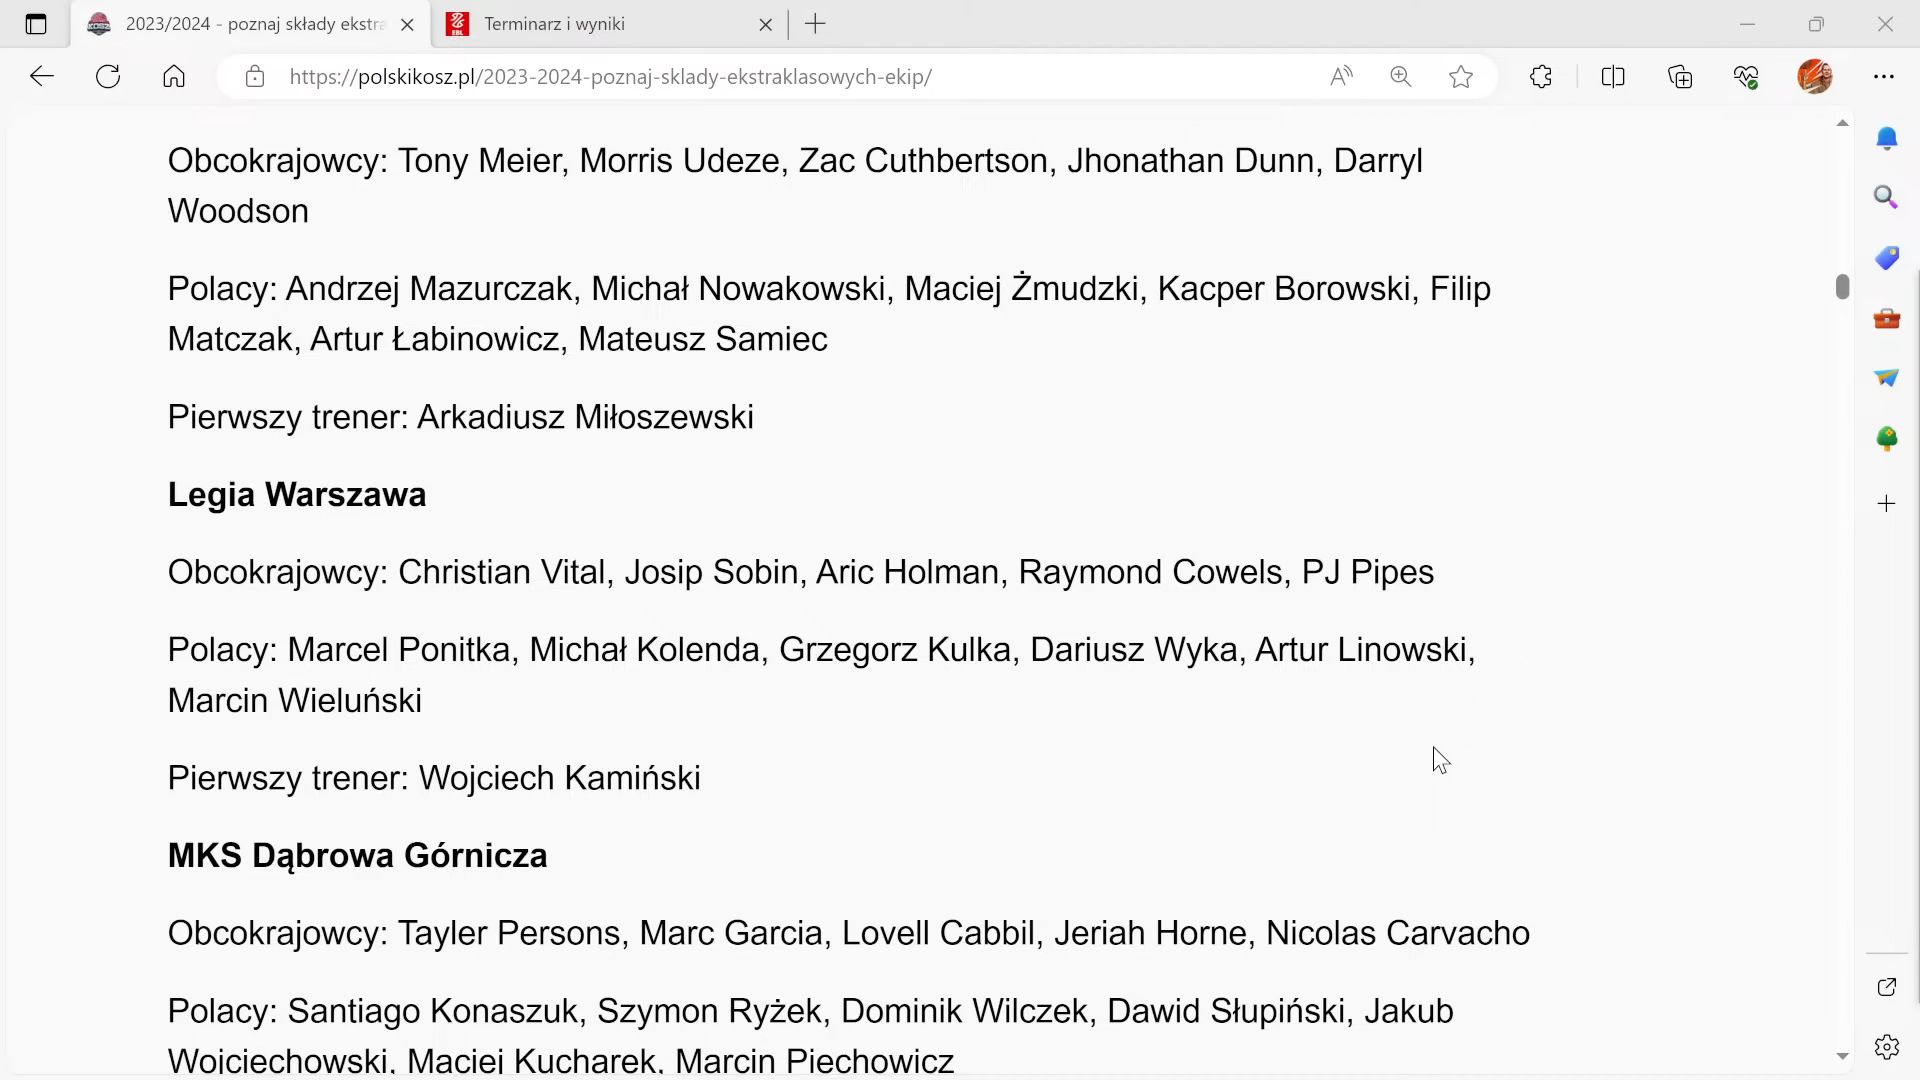 2023/2024 - poznaj składy ekstra
Terminarz i wyniki
https://polskikosz.pl/2023-2024-poznaj-sklady-ekstraklasowych-ekip/
Obcokrajowcy: Tony Meier, Morris Udeze, Zac Cuthbertson, Jhonathan Dunn, Darryl
Woodson
Polacy: Andrzej Mazurczak, Michał Nowakowski, Maciej Żmudzki, Kacper Borowski, Filip
Matczak, Artur Łabinowicz, Mateusz Samiec
Pierwszy trener: Arkadiusz Miłoszewski
Legia Warszawa
Obcokrajowcy: Christian Vital, Josip Sobin, Aric Holman, Raymond Cowels, PJ Pipes
Polacy: Marcel Ponitka, Michał Kolenda, Grzegorz Kulka, Dariusz Wyka, Artur Linowski,
Marcin Wieluński
Pierwszy trener: Wojciech Kamiński
MKS Dąbrowa Górnicza
Obcokrajowcy: Tayler Persons, Marc Garcia, Lovell Cabbil, Jeriah Horne, Nicolas Carvacho
Polacy: Santiago Konaszuk, Szymon Ryżek, Dominik Wilczek, Dawid Słupiński, Jakub
Wojciechowski, Maciej Kucharek, Marcin Piechowicz